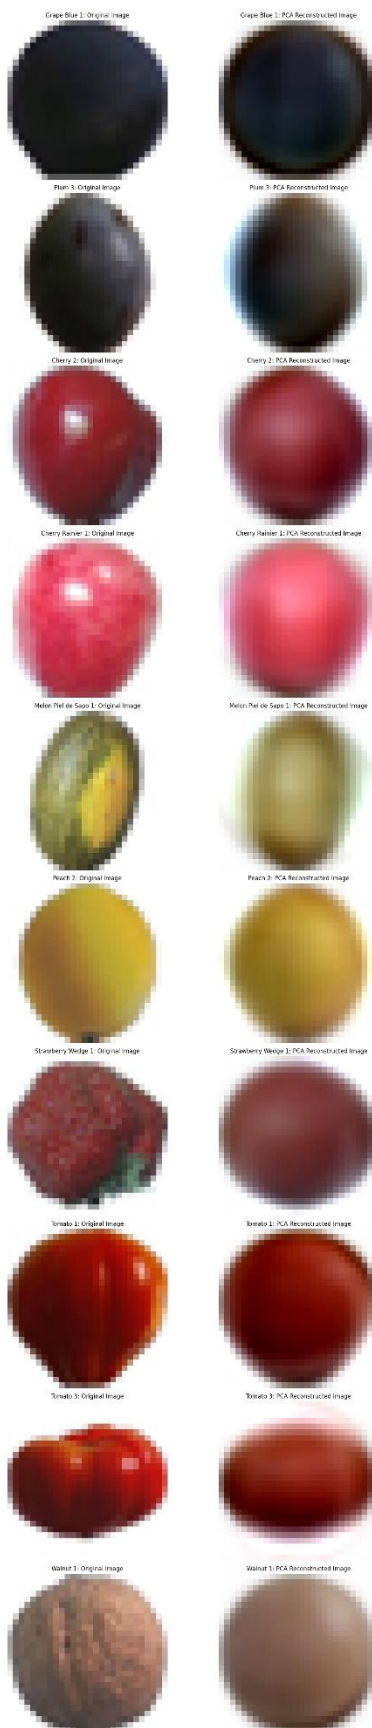 Grape Blue 1: Original Image
Grape Blue 1: PCA Reconstructed Image
Plum 3: Original Image
Plum 3: PCA Reconstructed Image
Cherry 2: Original Image
Cherry 2: PCA Reconstructed Image
Cherry Rainier 1: Original Image
Cherry Rainier 1: PCA Reconstructed Image
Melon Piel de Sapo 1: Original Image
Melon Piel de Sapo 1: PCA Reconstructed Image
Peach 2: Original Image
Peach 2: PCA Reconstructed Image
Strawberry Wedge 1: Original Image
Strawberry Wedge 1: PCA Reconstructed Image
Tomato 1: Original Image
Tomato 1: PCA Reconstructed Image
Tomato 3: Original Image
Tomato 3: PCA Reconstructed Image
Walnut 1: Original Image
Walnut 1: PCA Reconstructed Image